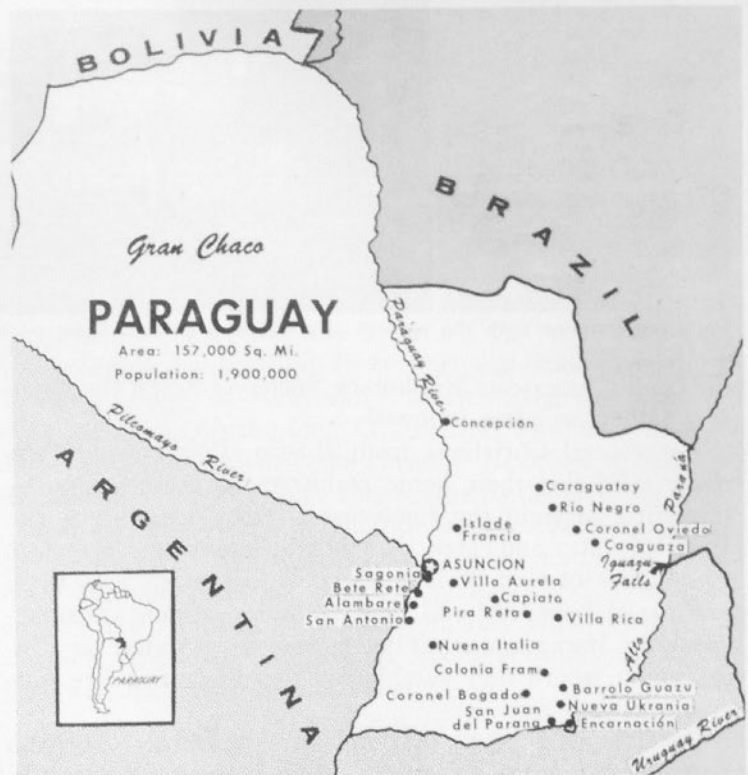 BOLIVIA
BRAZIL
Gran Chaco
PARAGUAY
Area: 157,000 Sq. Mi.
Population: 1,900,000
Paraguay River
Pilcomayo River
ARGENTINA
Concepción
Caraguatay
Rio Negro
Islade
Francia
Coronel Oviedo
Caaguaza
Iguazu
Falls
Alto Paraná
ASUNCION
Sagonia
Villa Aurela
Bete Rete
Capiata
Alambare
Pira Reta
Villa Rica
San Antonio
Nuena Italia
Colonia Fram
Barrolo Guazu
Coronel Bogado
Nueva Ukrania
San Juan
del Parang
Encarnación
Uruguay River
PARAGUAY